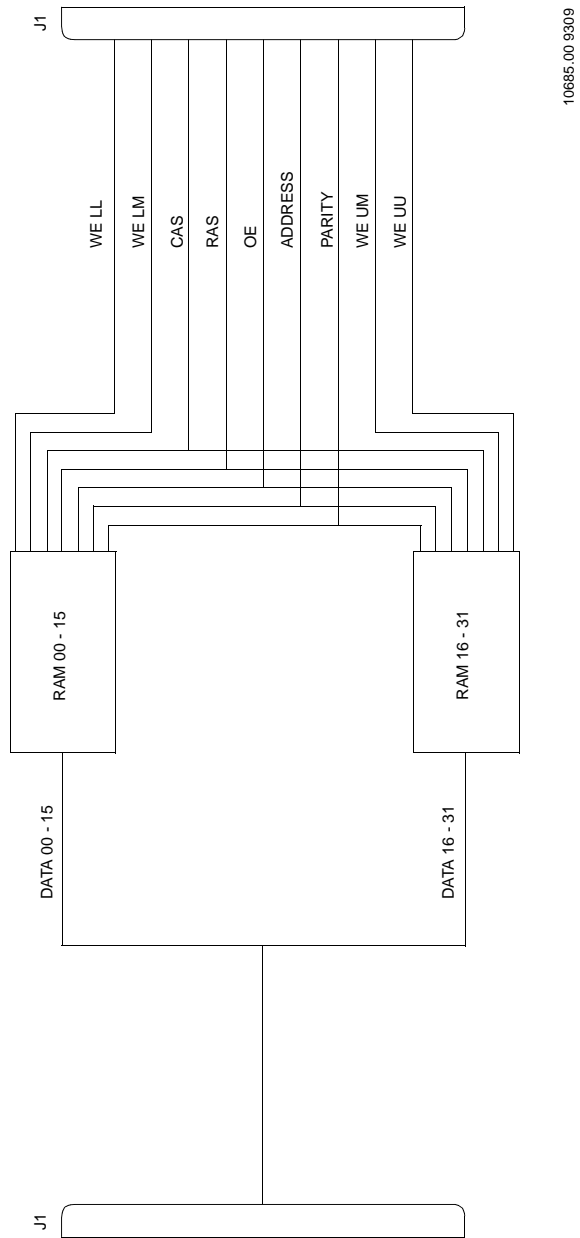 J1
WE LL
WE LM
CAS
RAS
OE
ADDRESS
PARITY
WE UM
WE UU
RAM 00 - 15
RAM 16 - 31
DATA 00 - 15
DATA 16 - 31
J1
10685.00 9309